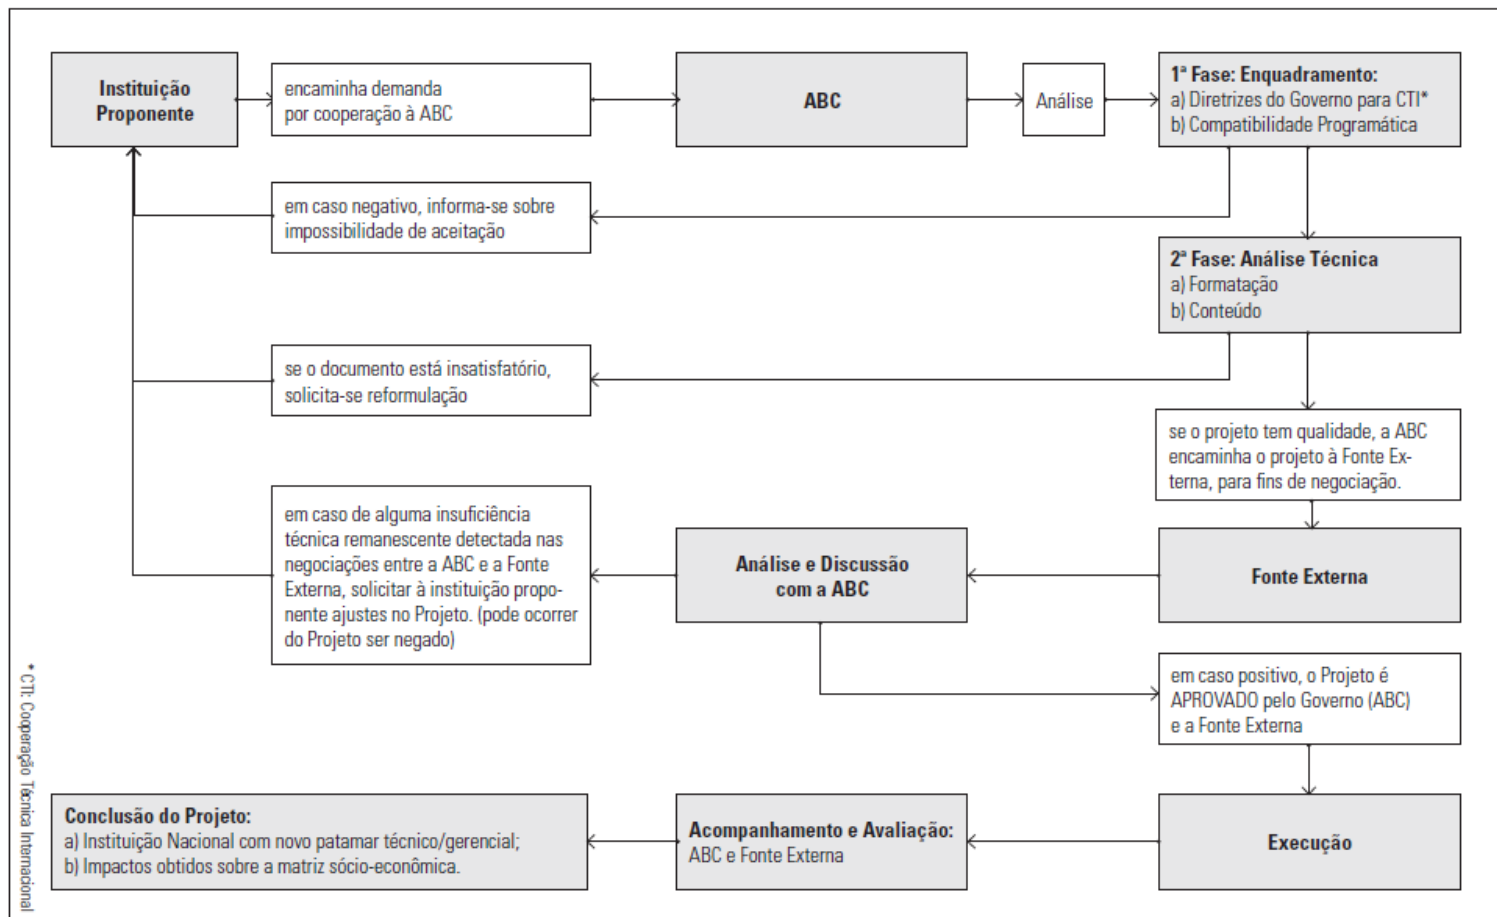 Instituição
Proponente
encaminha demanda
por cooperação à ABC
ABC
Análise
1ª Fase: Enquadramento:
a) Diretrizes do Governo para CTI*
b) Compatibilidade Programática
em caso negativo, informa-se sobre
impossibilidade de aceitação
2ª Fase: Análise Técnica
a) Formatação
b) Conteúdo
se o documento está insatisfatório,
solicita-se reformulação
se o projeto tem qualidade, a ABC
encaminha o projeto à Fonte Ex-
terna, para fins de negociação.
em caso de alguma insuficiência
técnica remanescente detectada nas
negociações entre a ABC e a Fonte
Externa, solicitar à instituição propo-
nente ajustes no Projeto. (pode ocorrer
do Projeto ser negado)
Análise e Discussão
com a ABC
Fonte Externa
em caso positivo, o Projeto é
APROVADO pelo Governo (ABC)
e a Fonte Externa
Conclusão do Projeto:
a) Instituição Nacional com novo patamar técnico/gerencial;
b) Impactos obtidos sobre a matriz sócio-econômica.
Acompanhamento e Avaliação:
ABC e Fonte Externa
Execução
* CTI: Cooperação Técnica Internacional